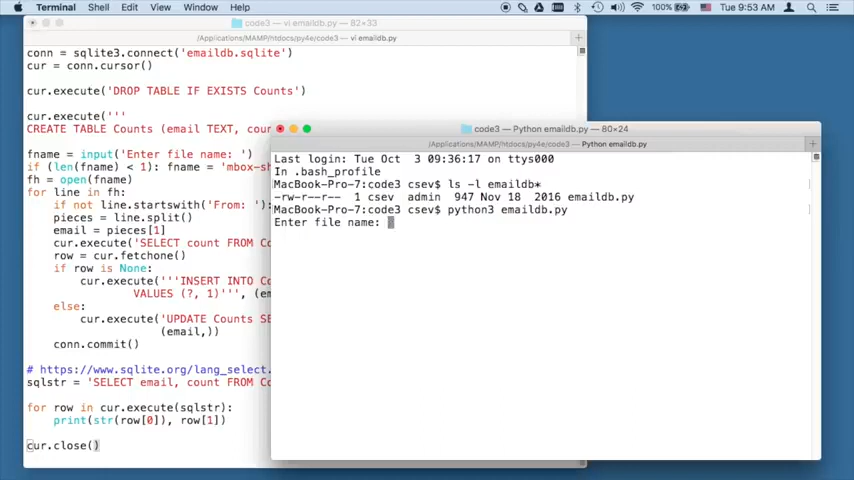 Terminal Shell Edit View Window Help
100% Tue 9:53 AM
code3 — vi emaildb.py — 82×33
/Applications/MAMP/htdocs/py4e/code3 — vi emaildb.py
conn = sqlite3.connect('emaildb.sqlite')
cur = conn.cursor()
cur.execute('DROP TABLE IF EXISTS Counts')
cur.execute('''
CREATE TABLE Counts (email TEXT, cou
fname = input('Enter file name: ')
if (len(fname) < 1): fname = 'mbox-sh
fh = open(fname)
for line in fh:
if not line.startswith('From: '):
pieces = line.split()
email = pieces[1]
cur.execute('SELECT count FROM Co
row = cur.fetchone()
if row is None:
cur.execute('''INSERT INTO Co
VALUES (?, 1)''', (em
else:
cur.execute('UPDATE Counts SE
(email,))
conn.commit()
# https://www.sqlite.org/lang_select.
sqlstr = 'SELECT email, count FROM Co
for row in cur.execute(sqlstr):
print(str(row[0]), row[1])
cur.close()
code3 — Python emaildb.py — 80×24
/Applications/MAMP/htdocs/py4e/code3 — Python emaildb.py
Last login: Tue Oct 3 09:36:17 on ttys000
In .bash_profile
MacBook-Pro-7:code3 csev$ ls -l emaildb*
-rw-r--r-- 1 csev admin 947 Nov 18 2016 emaildb.py
MacBook-Pro-7:code3 csev$ python3 emaildb.py
Enter file name: